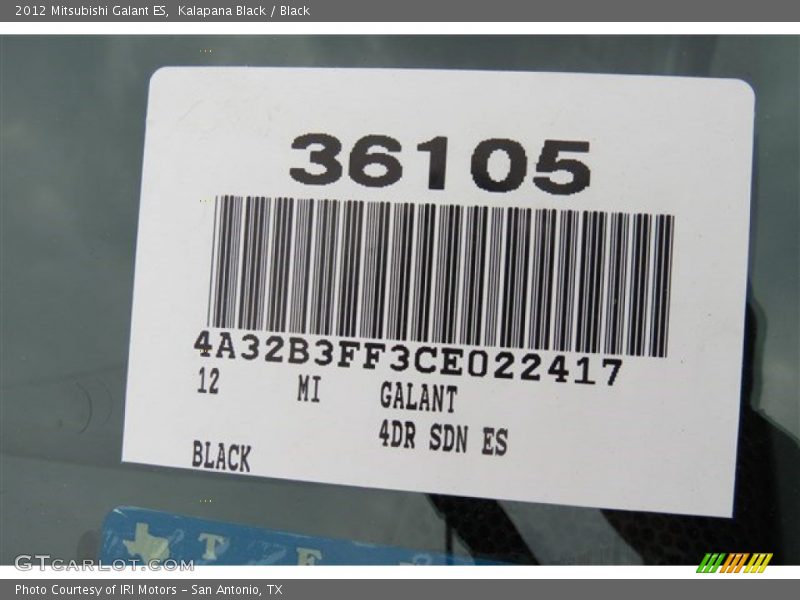 2012 Mitsubishi Galant ES, Kalapana Black / Black
36105
4A32B3FF3CE022417
12 MI GALANT
4DR SDN ES
BLACK
T E
GTcarlot.com
Photo Courtesy of IRI Motors – San Antonio, TX